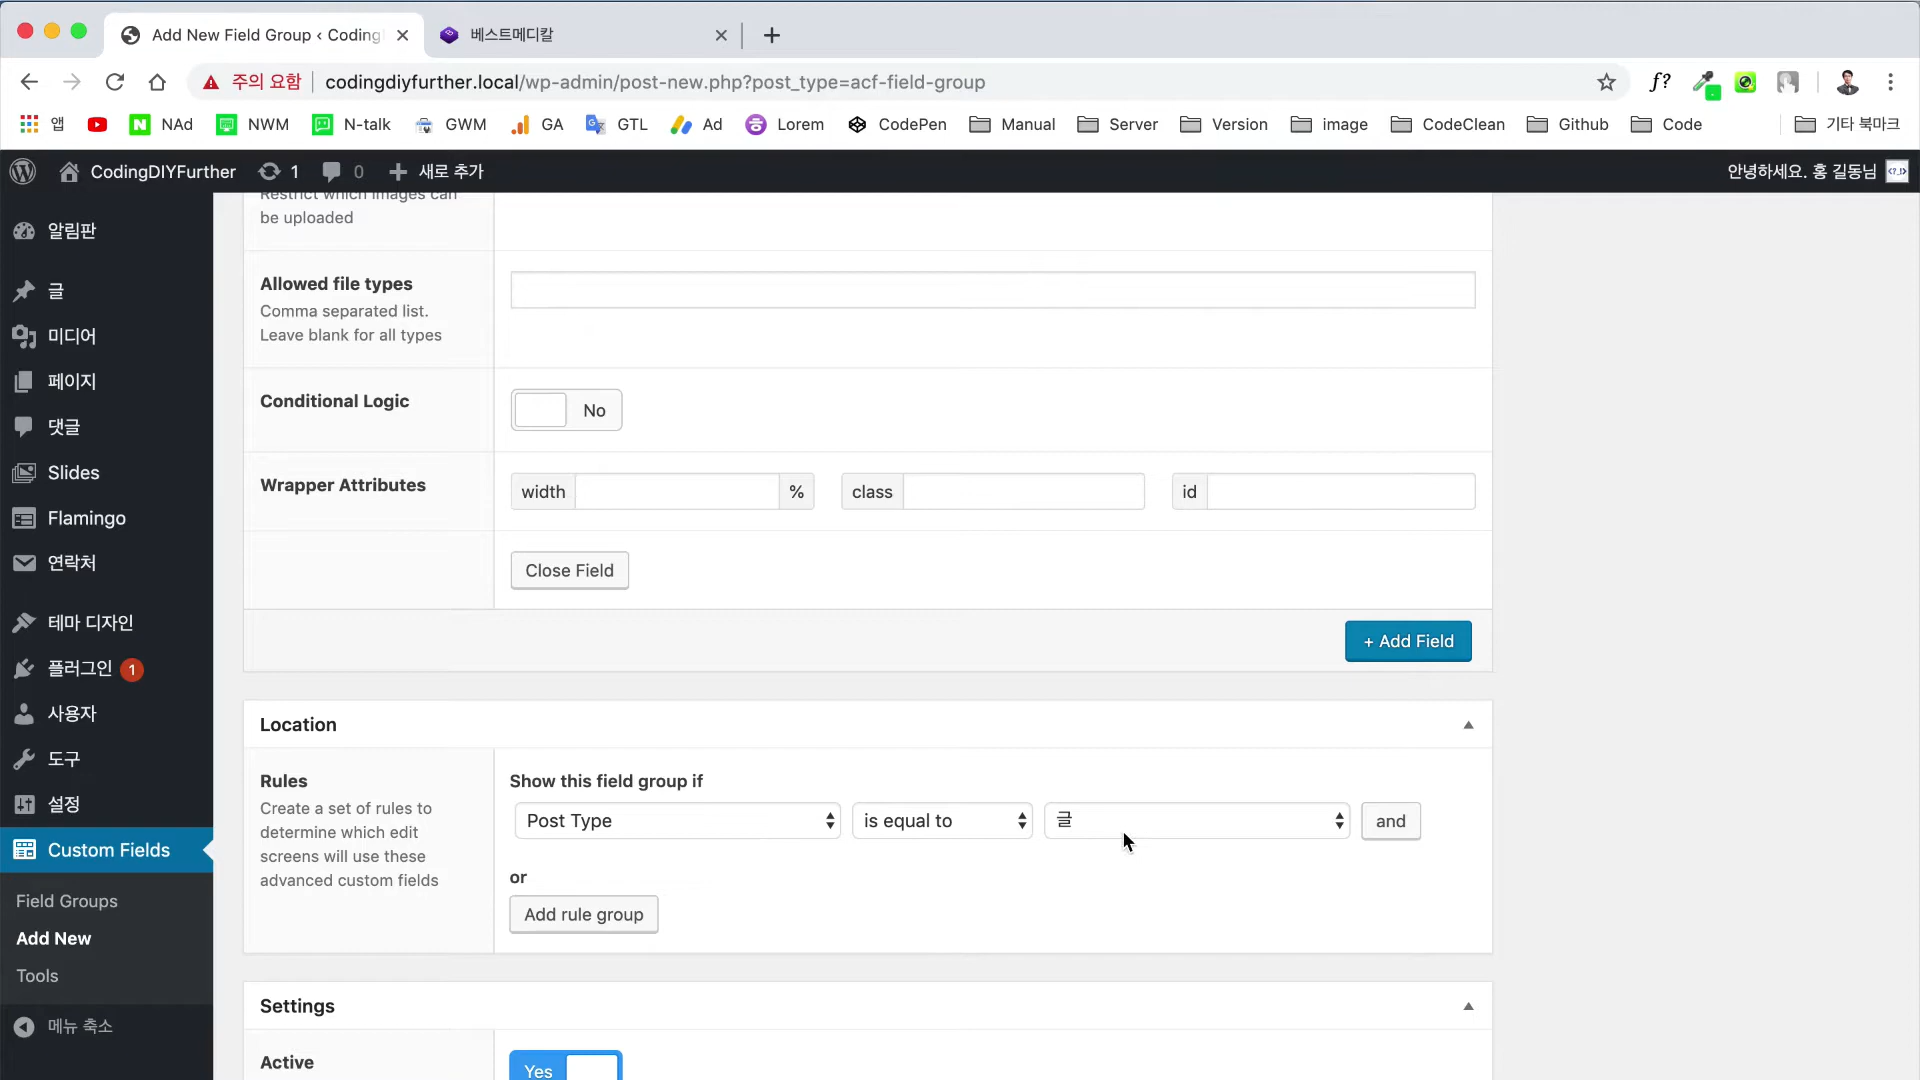 Add New Field Group ‹ Coding
베스트메디칼
주의 요함
codingdiyfurther.local/wp-admin/post-new.php?post_type=acf-field-group
f?
앱
NAd
NWM
N-talk
GWM
GA
GTL
Ad
Lorem
CodePen
Manual
Server
Version
image
CodeClean
Github
Code
기타 북마크
CodingDIYFurther
1
0
새로 추가
안녕하세요. 홍 길동님
알림판
글
미디어
페이지
댓글
Slides
Flamingo
연락처
테마 디자인
플러그인 1
사용자
도구
설정
Custom Fields
Field Groups
Add New
Tools
메뉴 축소
Restrict which images can
be uploaded
Allowed file types
Comma separated list.
Leave blank for all types
Conditional Logic
No
Wrapper Attributes
width
%
class
id
Close Field
+ Add Field
Location
Rules
Create a set of rules to
determine which edit
screens will use these
advanced custom fields
Show this field group if
Post Type
is equal to
글
and
or
Add rule group
Settings
Active
Yes